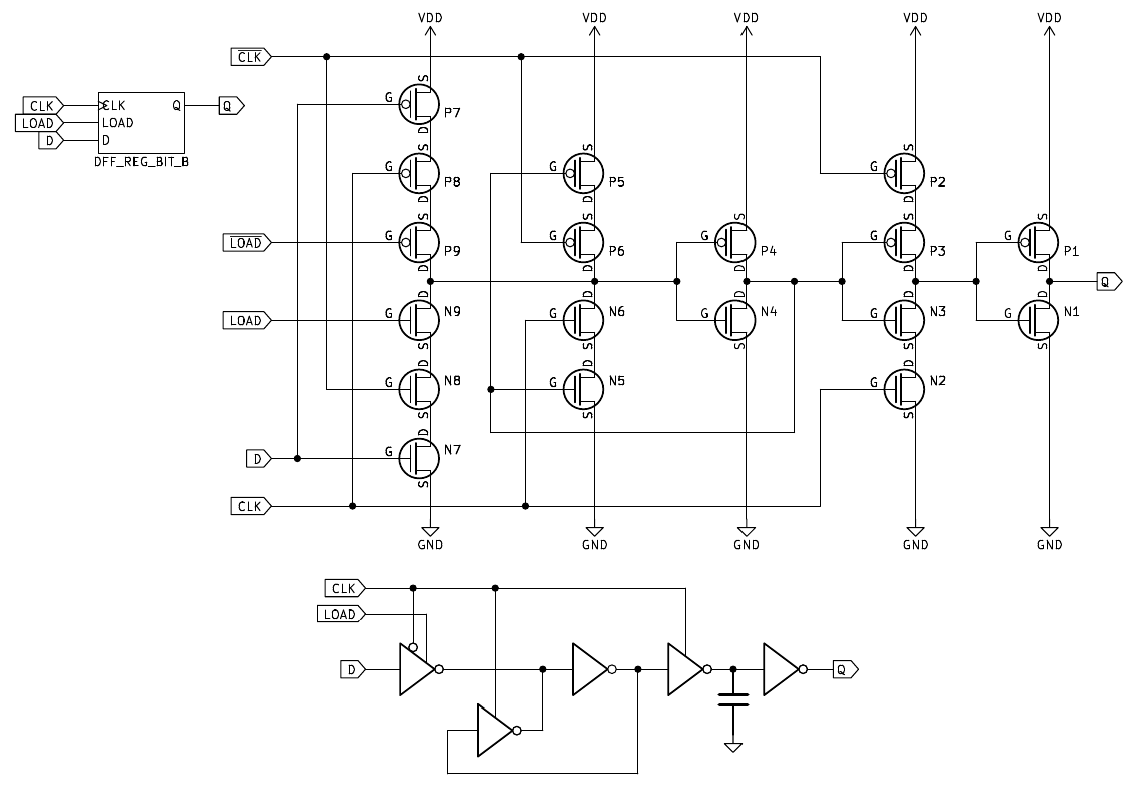 VDD VDD VDD VDD VDD
CLK
S
CLK CLK Q Q G P7
LOAD LOAD
D D D
DFF_REG_BIT_B
S S S
G P8 G P5 G P2
D D D
S S S S S
LOAD G P9 G P6 G P4 G P3 G P1
D D D D D
Q
D D D D D
LOAD G N9 G N6 G N4 G N3 G N1
S S S S S
D D D
G N8 G N5 G N2
S S S
D
D G N7
S
CLK
GND GND GND GND GND
CLK
LOAD
D Q